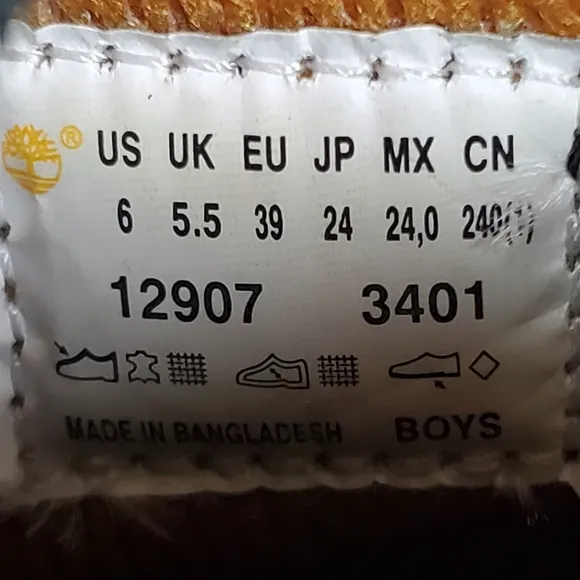 ® US UK EU JP MX CN
6 5.5 39 24 24,0 240(1)
12907 3401
MADE IN BANGLADESH BOYS